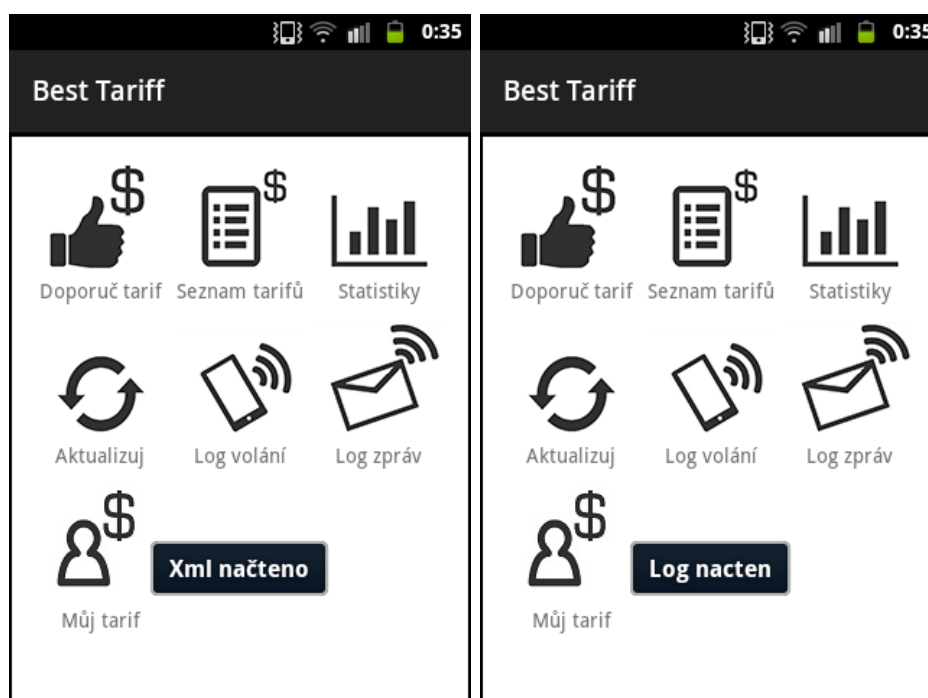 0:35
Best Tariff
$ $
Doporuč tarif Seznam tarifů Statistiky
Aktualizuj Log volání Log zpráv
$
Xml načteno
Můj tarif
0:35
Best Tariff
$ $
Doporuč tarif Seznam tarifů Statistiky
Aktualizuj Log volání Log zpráv
$
Log nacten
Můj tarif